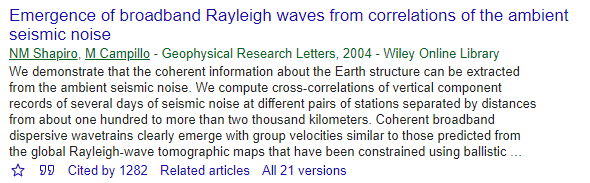 Emergence of broadband Rayleigh waves from correlations of the ambient
seismic noise
NM Shapiro, M Campillo - Geophysical Research Letters, 2004 - Wiley Online Library
We demonstrate that the coherent information about the Earth structure can be extracted
from the ambient seismic noise. We compute cross-correlations of vertical component
records of several days of seismic noise at different pairs of stations separated by distances
from about one hundred to more than two thousand kilometers. Coherent broadband
dispersive wavetrains clearly emerge with group velocities similar to those predicted from
the global Rayleigh-wave tomographic maps that have been constrained using ballistic …
Cited by 1282 Related articles All 21 versions